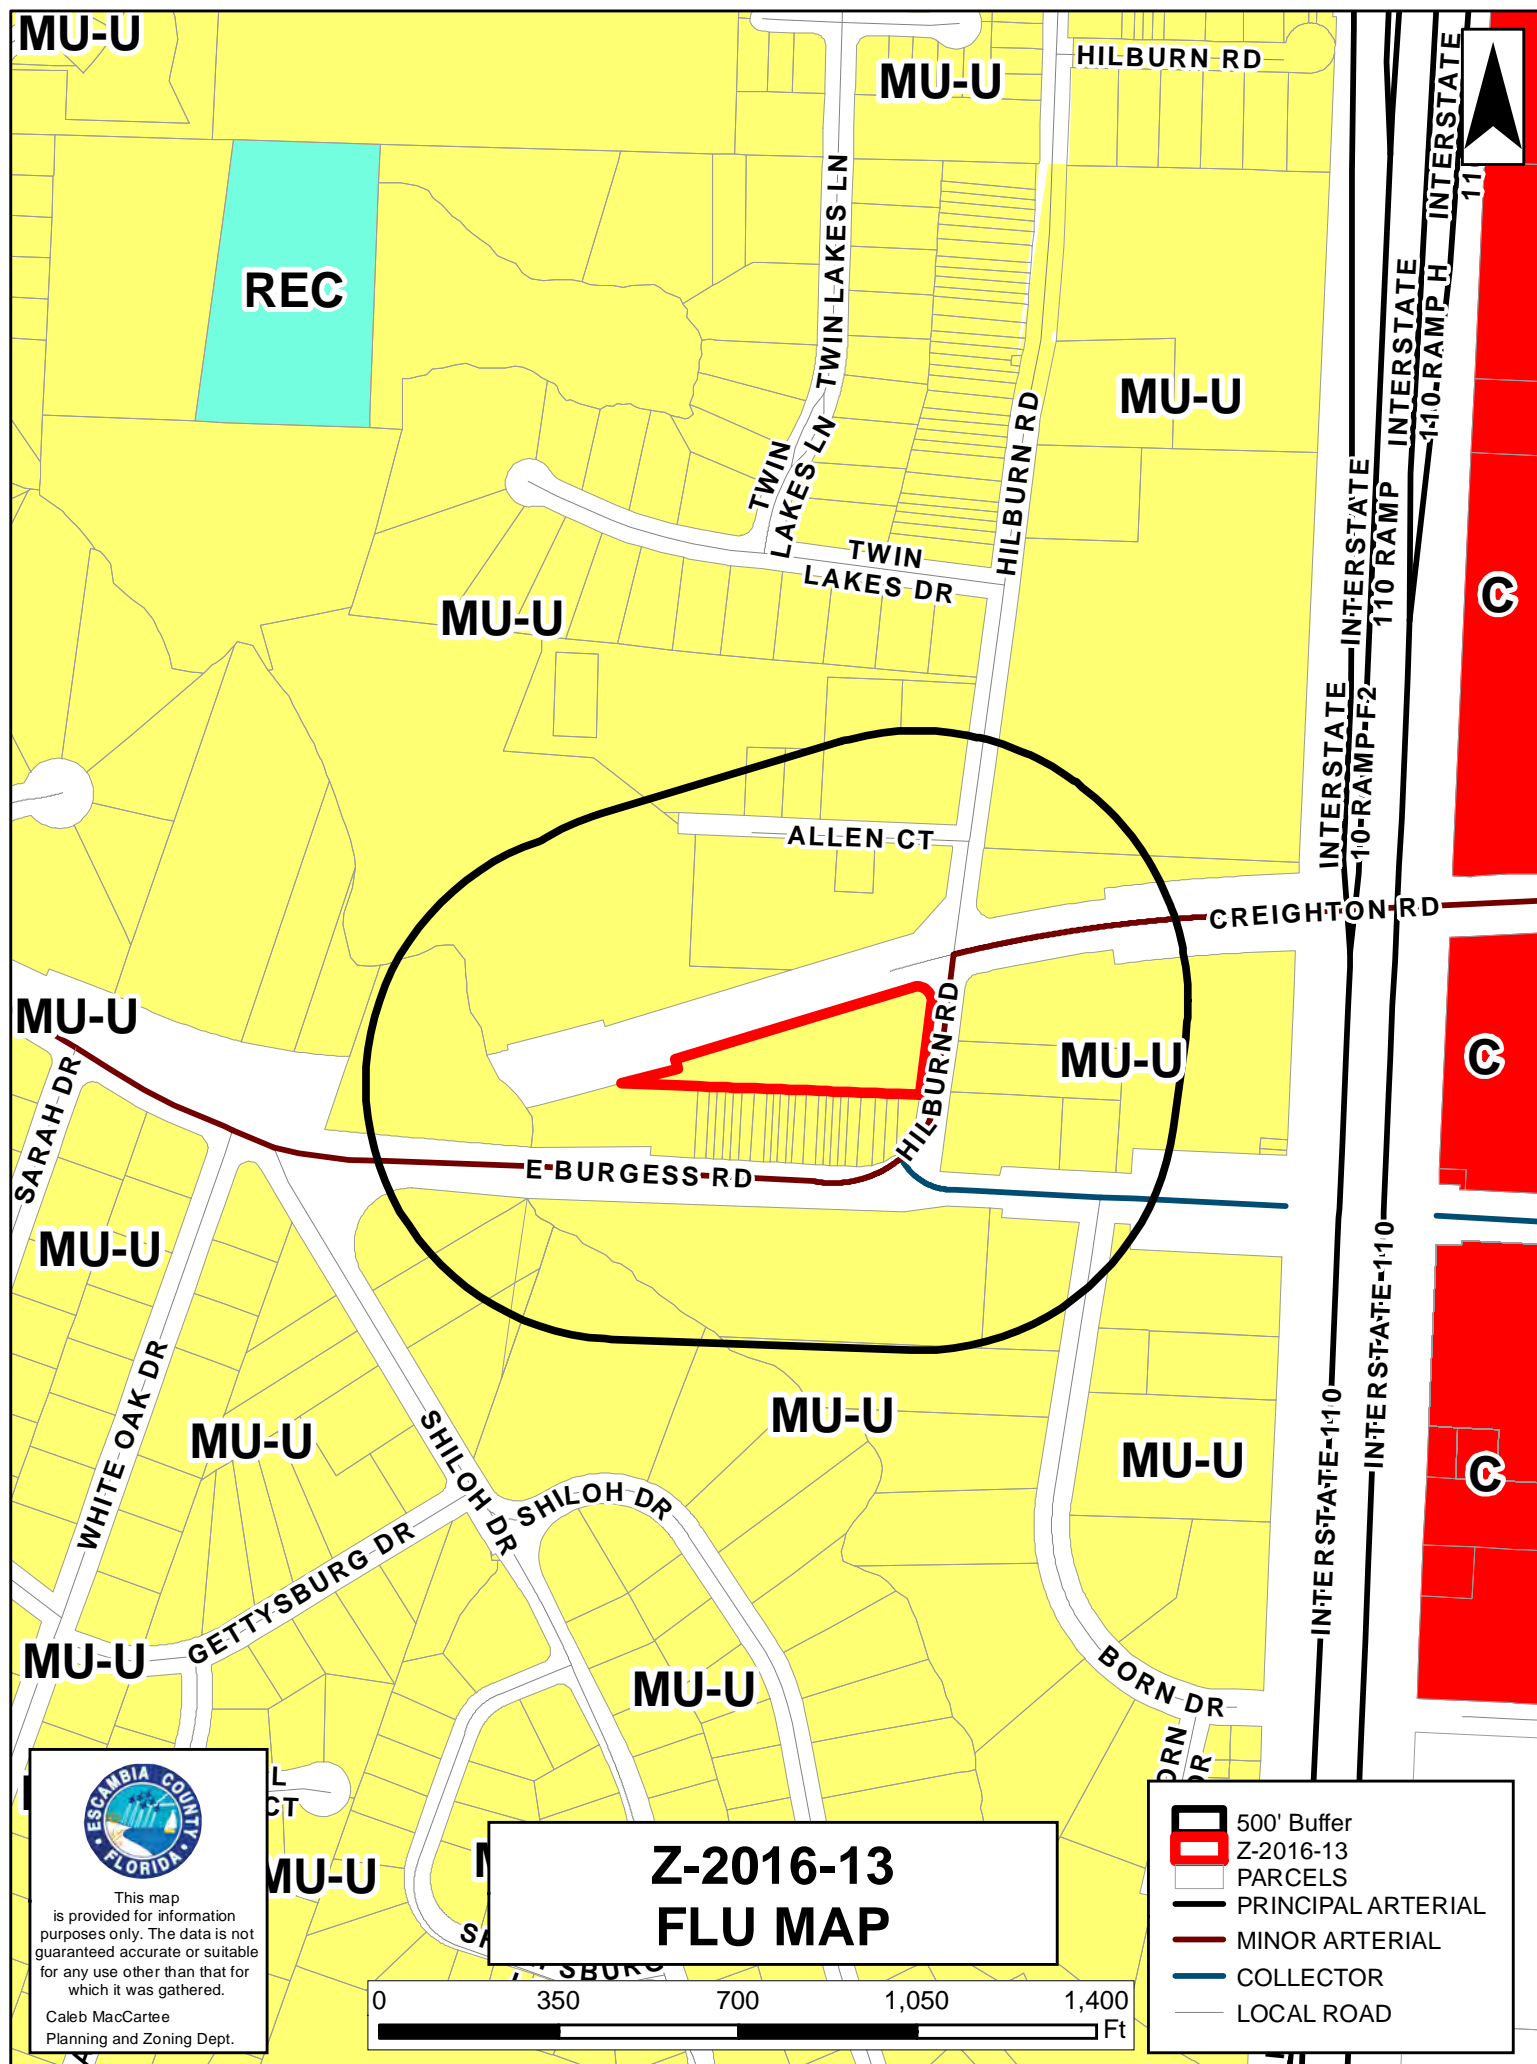 MU-U
MU-U
HILBURN RD
INTERSTATE
INTERSTATE
REC
TWIN LAKES LN
INTERSTATE
110 RAMP H
MU-U
HILBURN RD
TWIN
LAKES LN
INTERSTATE
110 RAMP
TWIN
LAKES DR
C
MU-U
INTERSTATE
10 RAMP F2
ALLEN CT
CREIGHTON RD
MU-U
HILBURN RD
MU-U
C
SARAH DR
E BURGESS RD
MU-U
INTERSTATE 110
INTERSTATE 110
WHITE OAK DR
MU-U
SHILOH DR
MU-U
MU-U
C
SHILOH DR
GETTYSBURG DR
MU-U
MU-U
BORN DR
ORN
DR
L
CT
MU-U
ESCAMBIA COUNTY
FLORIDA
This map
is provided for information
purposes only. The data is not
guaranteed accurate or suitable
for any use other than that for
which it was gathered.
Caleb MacCartee
Planning and Zoning Dept.
Z-2016-13
FLU MAP
0 350 700 1,050 1,400
Ft
500' Buffer
Z-2016-13
PARCELS
PRINCIPAL ARTERIAL
MINOR ARTERIAL
COLLECTOR
LOCAL ROAD